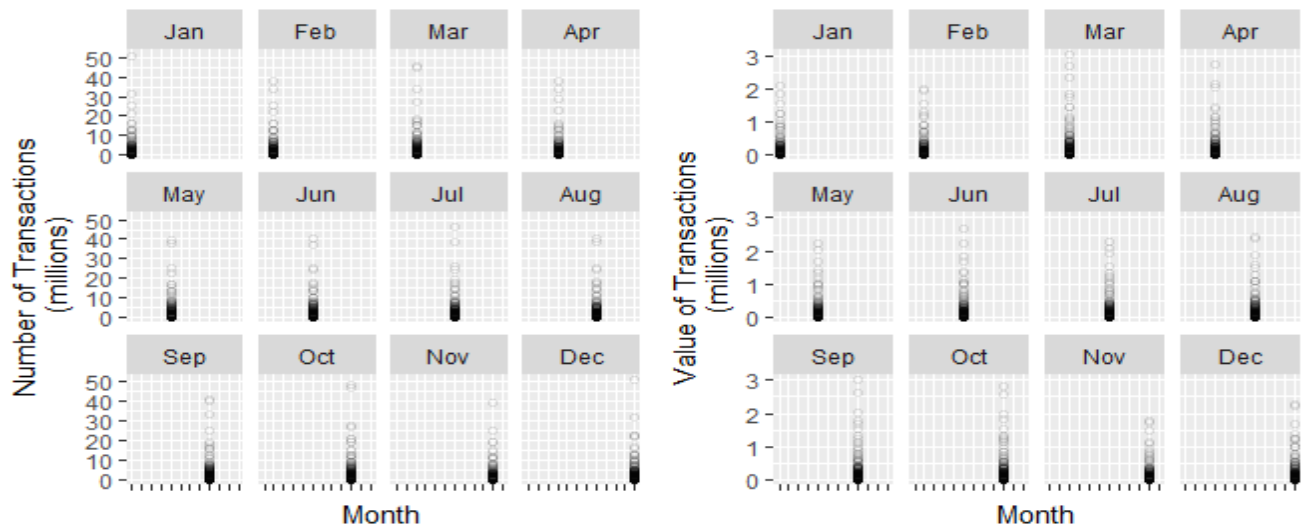 Jan Feb Mar Apr
50
40
30
20
10
0
May Jun Jul Aug
50
40
30
20
10
0
Sep Oct Nov Dec
50
40
30
20
10
0
Number of Transactions
(millions)
Month
Jan Feb Mar Apr
3
2
1
0
May Jun Jul Aug
3
2
1
0
Sep Oct Nov Dec
3
2
1
0
Value of Transactions
(millions)
Month